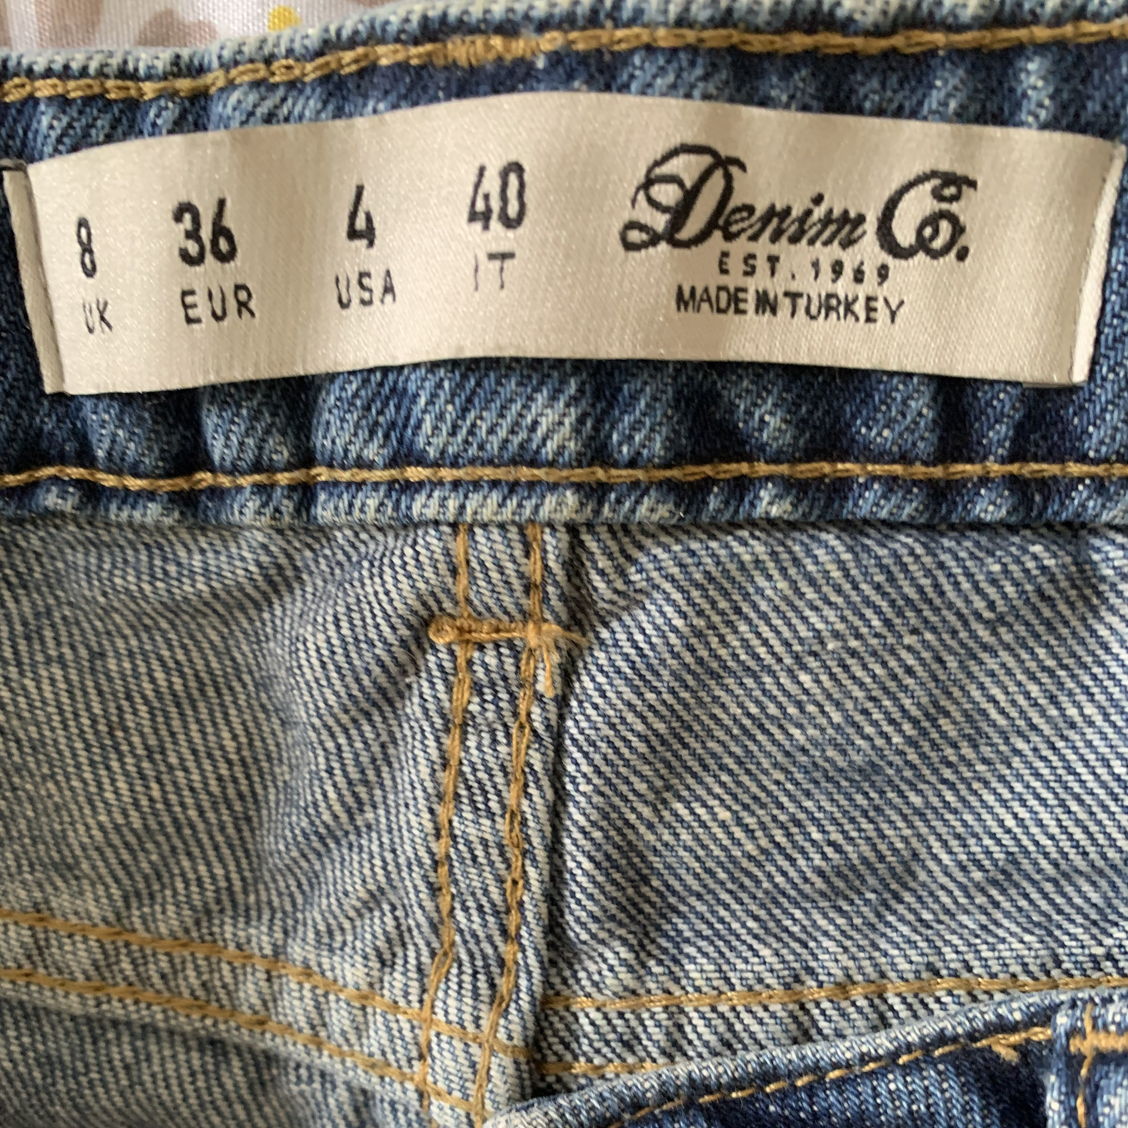 8 36 4 40
UK EUR USA IT
Denim Co.
EST. 1969
MADE IN TURKEY